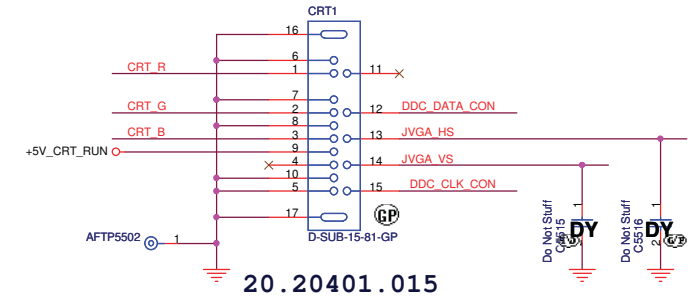 CRT1
16
6
CRT_R 1 11
7
CRT_G 2 12 DDC_DATA_CON
8
CRT_B 3 13 JVGA_HS
+5V_CRT_RUN 9
4 14 JVGA_VS
10
5 15 DDC_CLK_CON
17 GP
D-SUB-15-81-GP
AFTP5502 1
Do Not Stuff
1
DY
Do Not Stuff
C5516
1
2
DY
20.20401.015